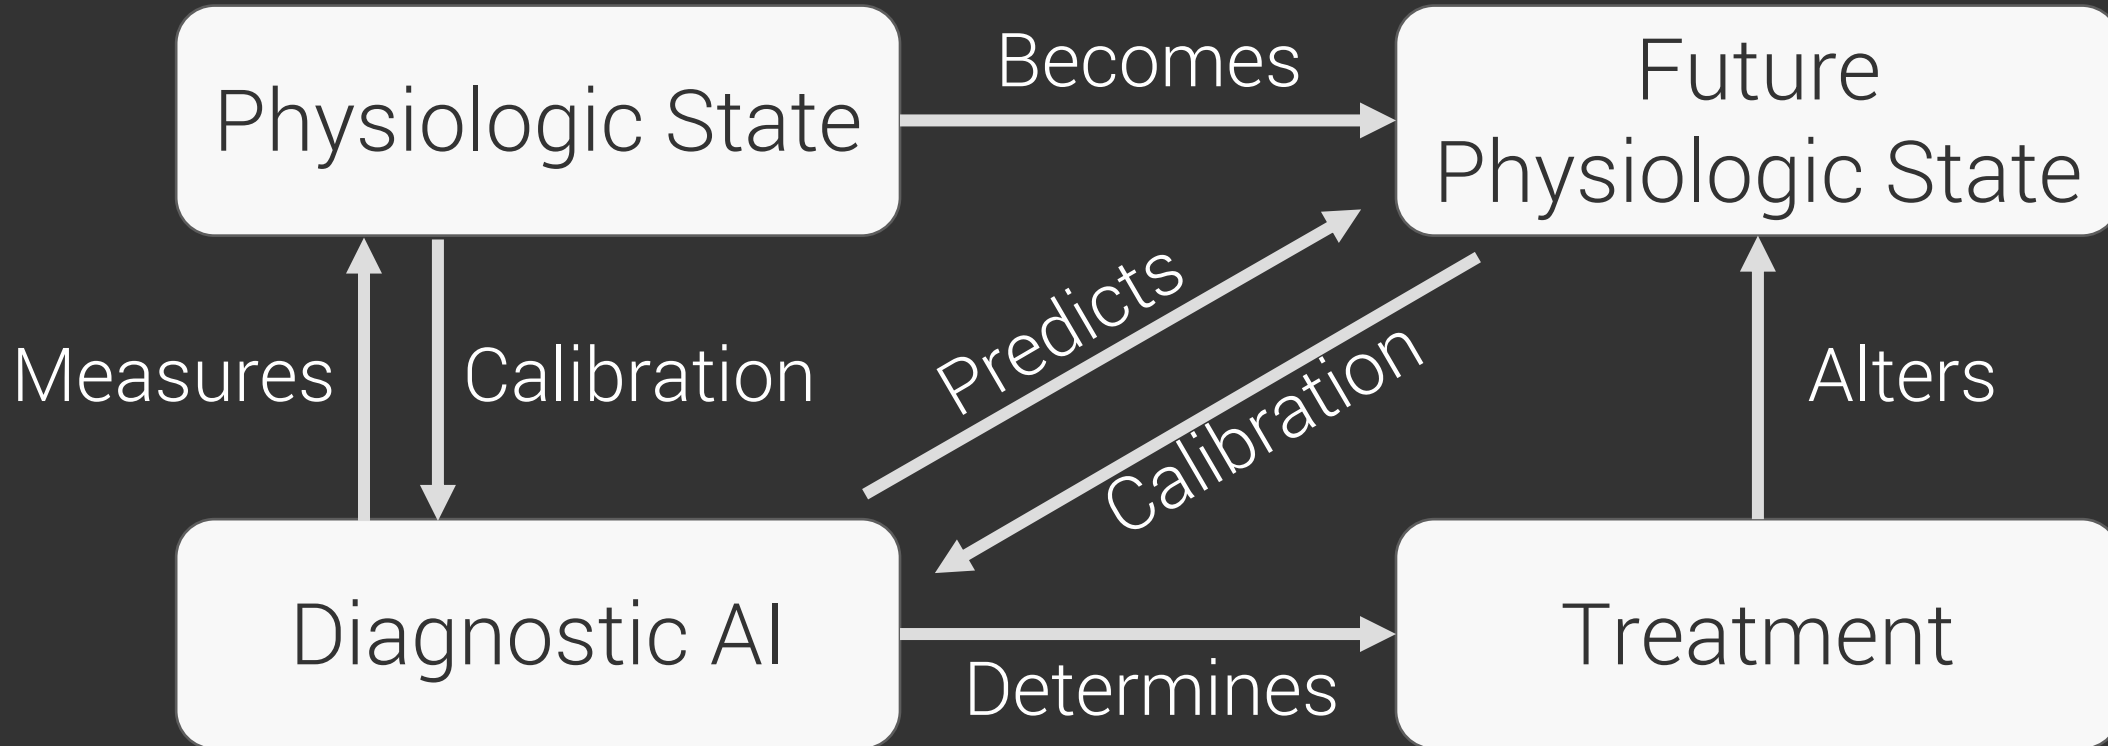 Physiologic State
Becomes
Future
Physiologic State
Measures
Calibration
Predicts
Calibration
Alters
Diagnostic AI
Determines
Treatment